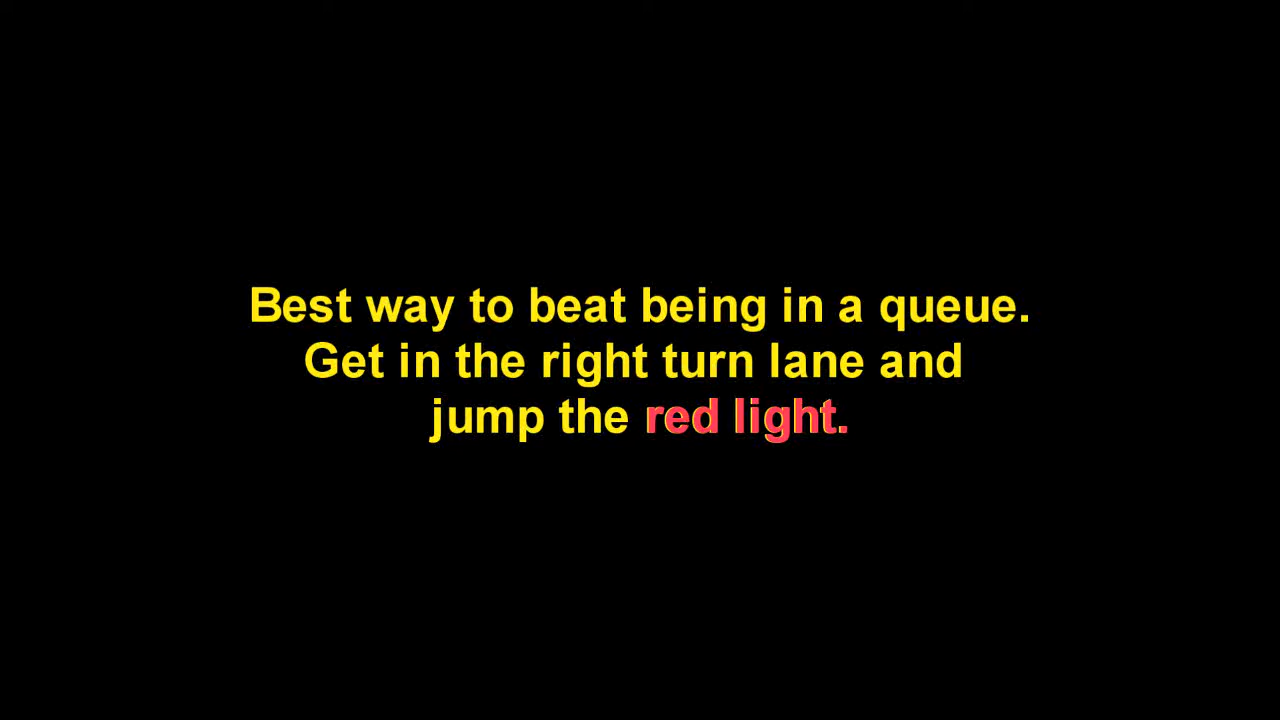 Best way to beat being in a queue.
Get in the right turn lane and
jump the red light.